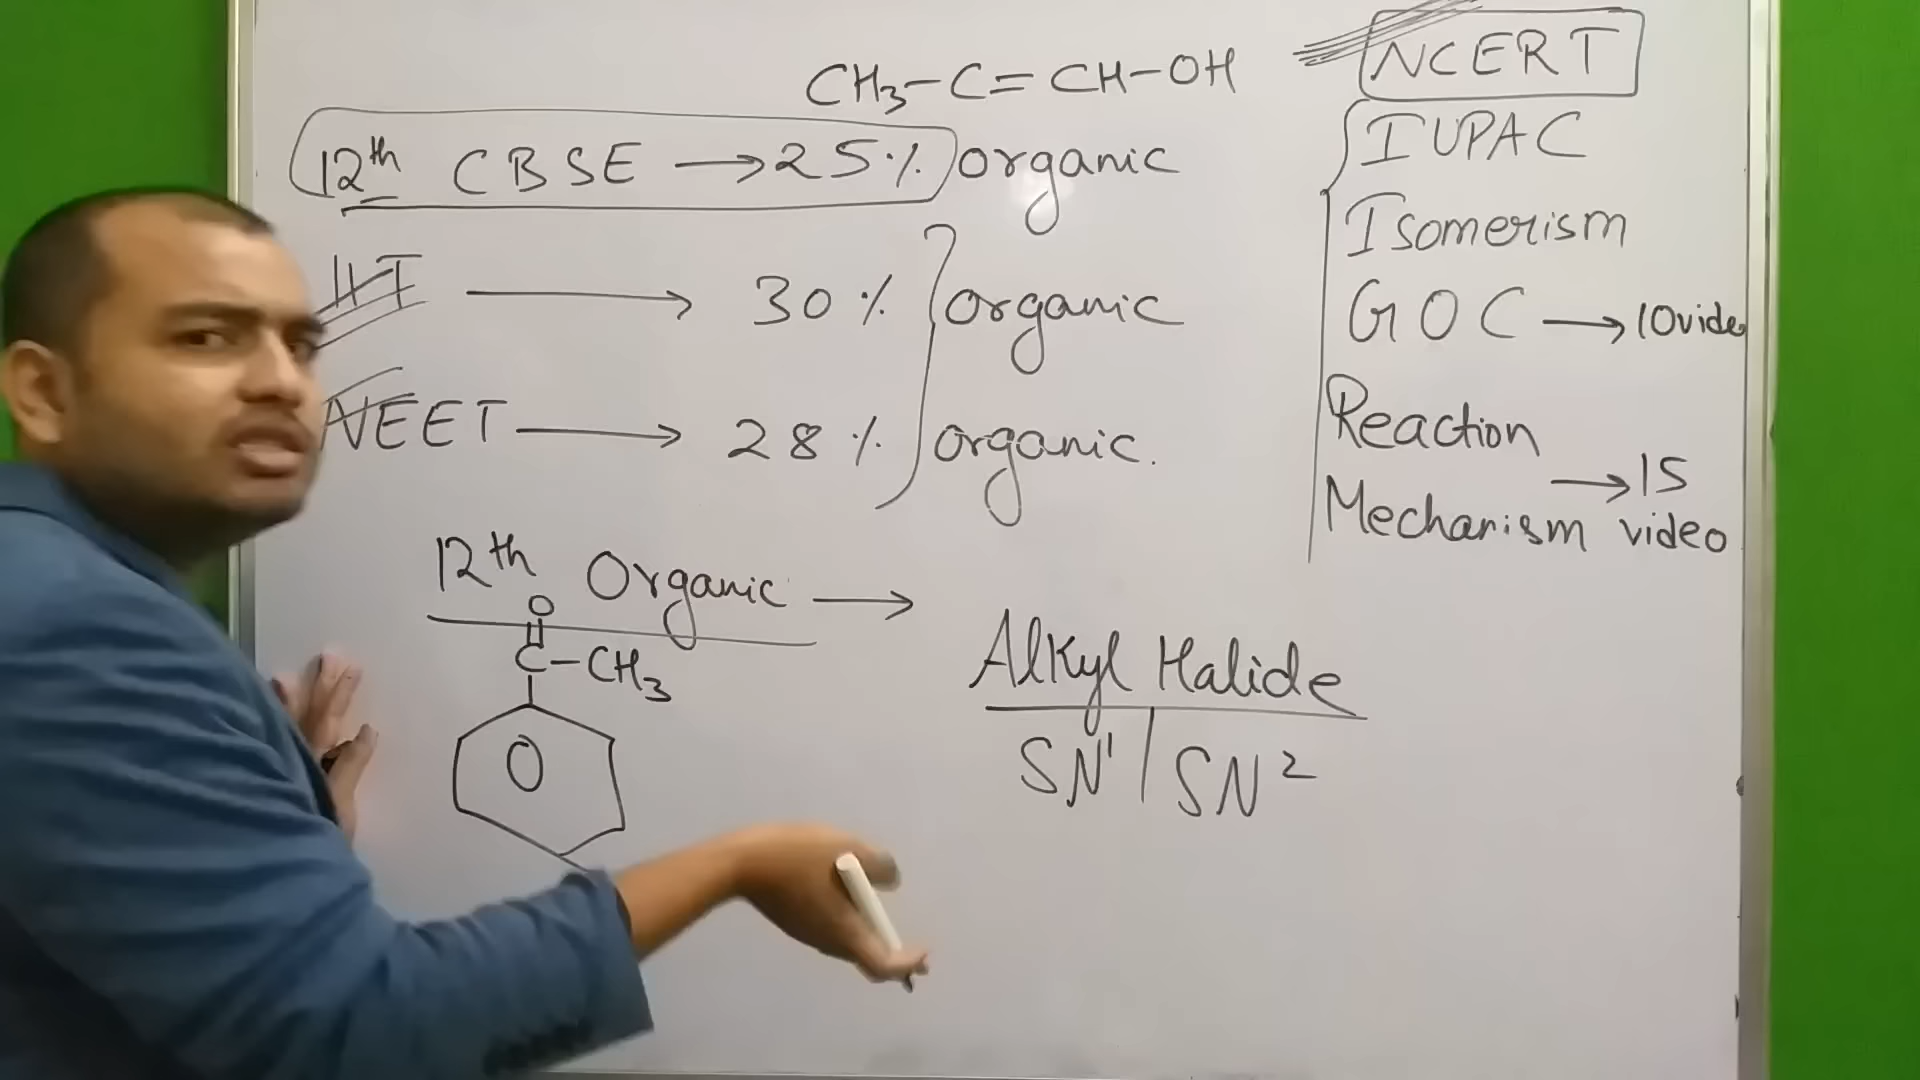 CH3-C=CH-OH
12th CBSE → 25% organic
IIT → 30% organic
NEET → 28% organic.
12th Organic →
O
C-CH3
Alkyl Halide
SN1 | SN2
NCERT
IUPAC
Isomerism
GOC → 10 video
Reaction
Mechanism → 15
video